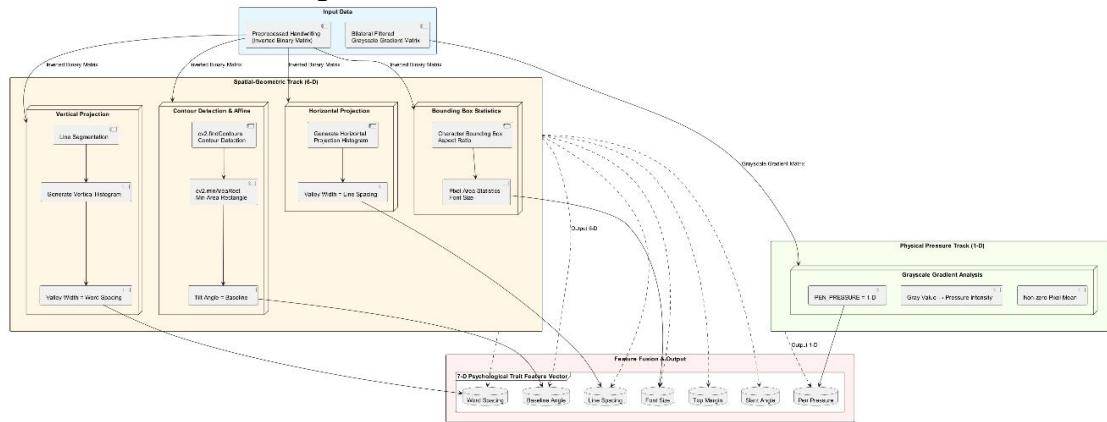 Input Data
Preprocessed Handwriting
(Inverted Binary Matrix)
Bilateral Filtered
Grayscale Gradient Matrix
Inverted Binary Matrix
Inverted Binary Matrix
Inverted Binary Matrix
Inverted Binary Matrix
Spatial-Geometric Track (6-D)
Vertical Projection
Line Segmentation
Generate Vertical Histogram
Valley Width = Word Spacing
Contour Detection & Affine
cv2.findContours
Contour Detection
cv2.minAreaRect
Min Area Rectangle
Tilt Angle = Baseline
Horizontal Projection
Generate Horizontal
Projection Histogram
Valley Width = Line Spacing
Bounding Box Statistics
Character Bounding Box
Aspect Ratio
Pixel Area Statistics
Font Size
Grayscale Gradient Matrix
Output 6-D
Physical Pressure Track (1-D)
Grayscale Gradient Analysis
PEN_PRESSURE = 1-D
Gray Value → Pressure Intensity
Non-zero Pixel Mean
Output 1-D
Feature Fusion & Output
7-D Psychological Trait Feature Vector
Word Spacing
Baseline Angle
Line Spacing
Font Size
Top Margin
Slant Angle
Pen Pressure